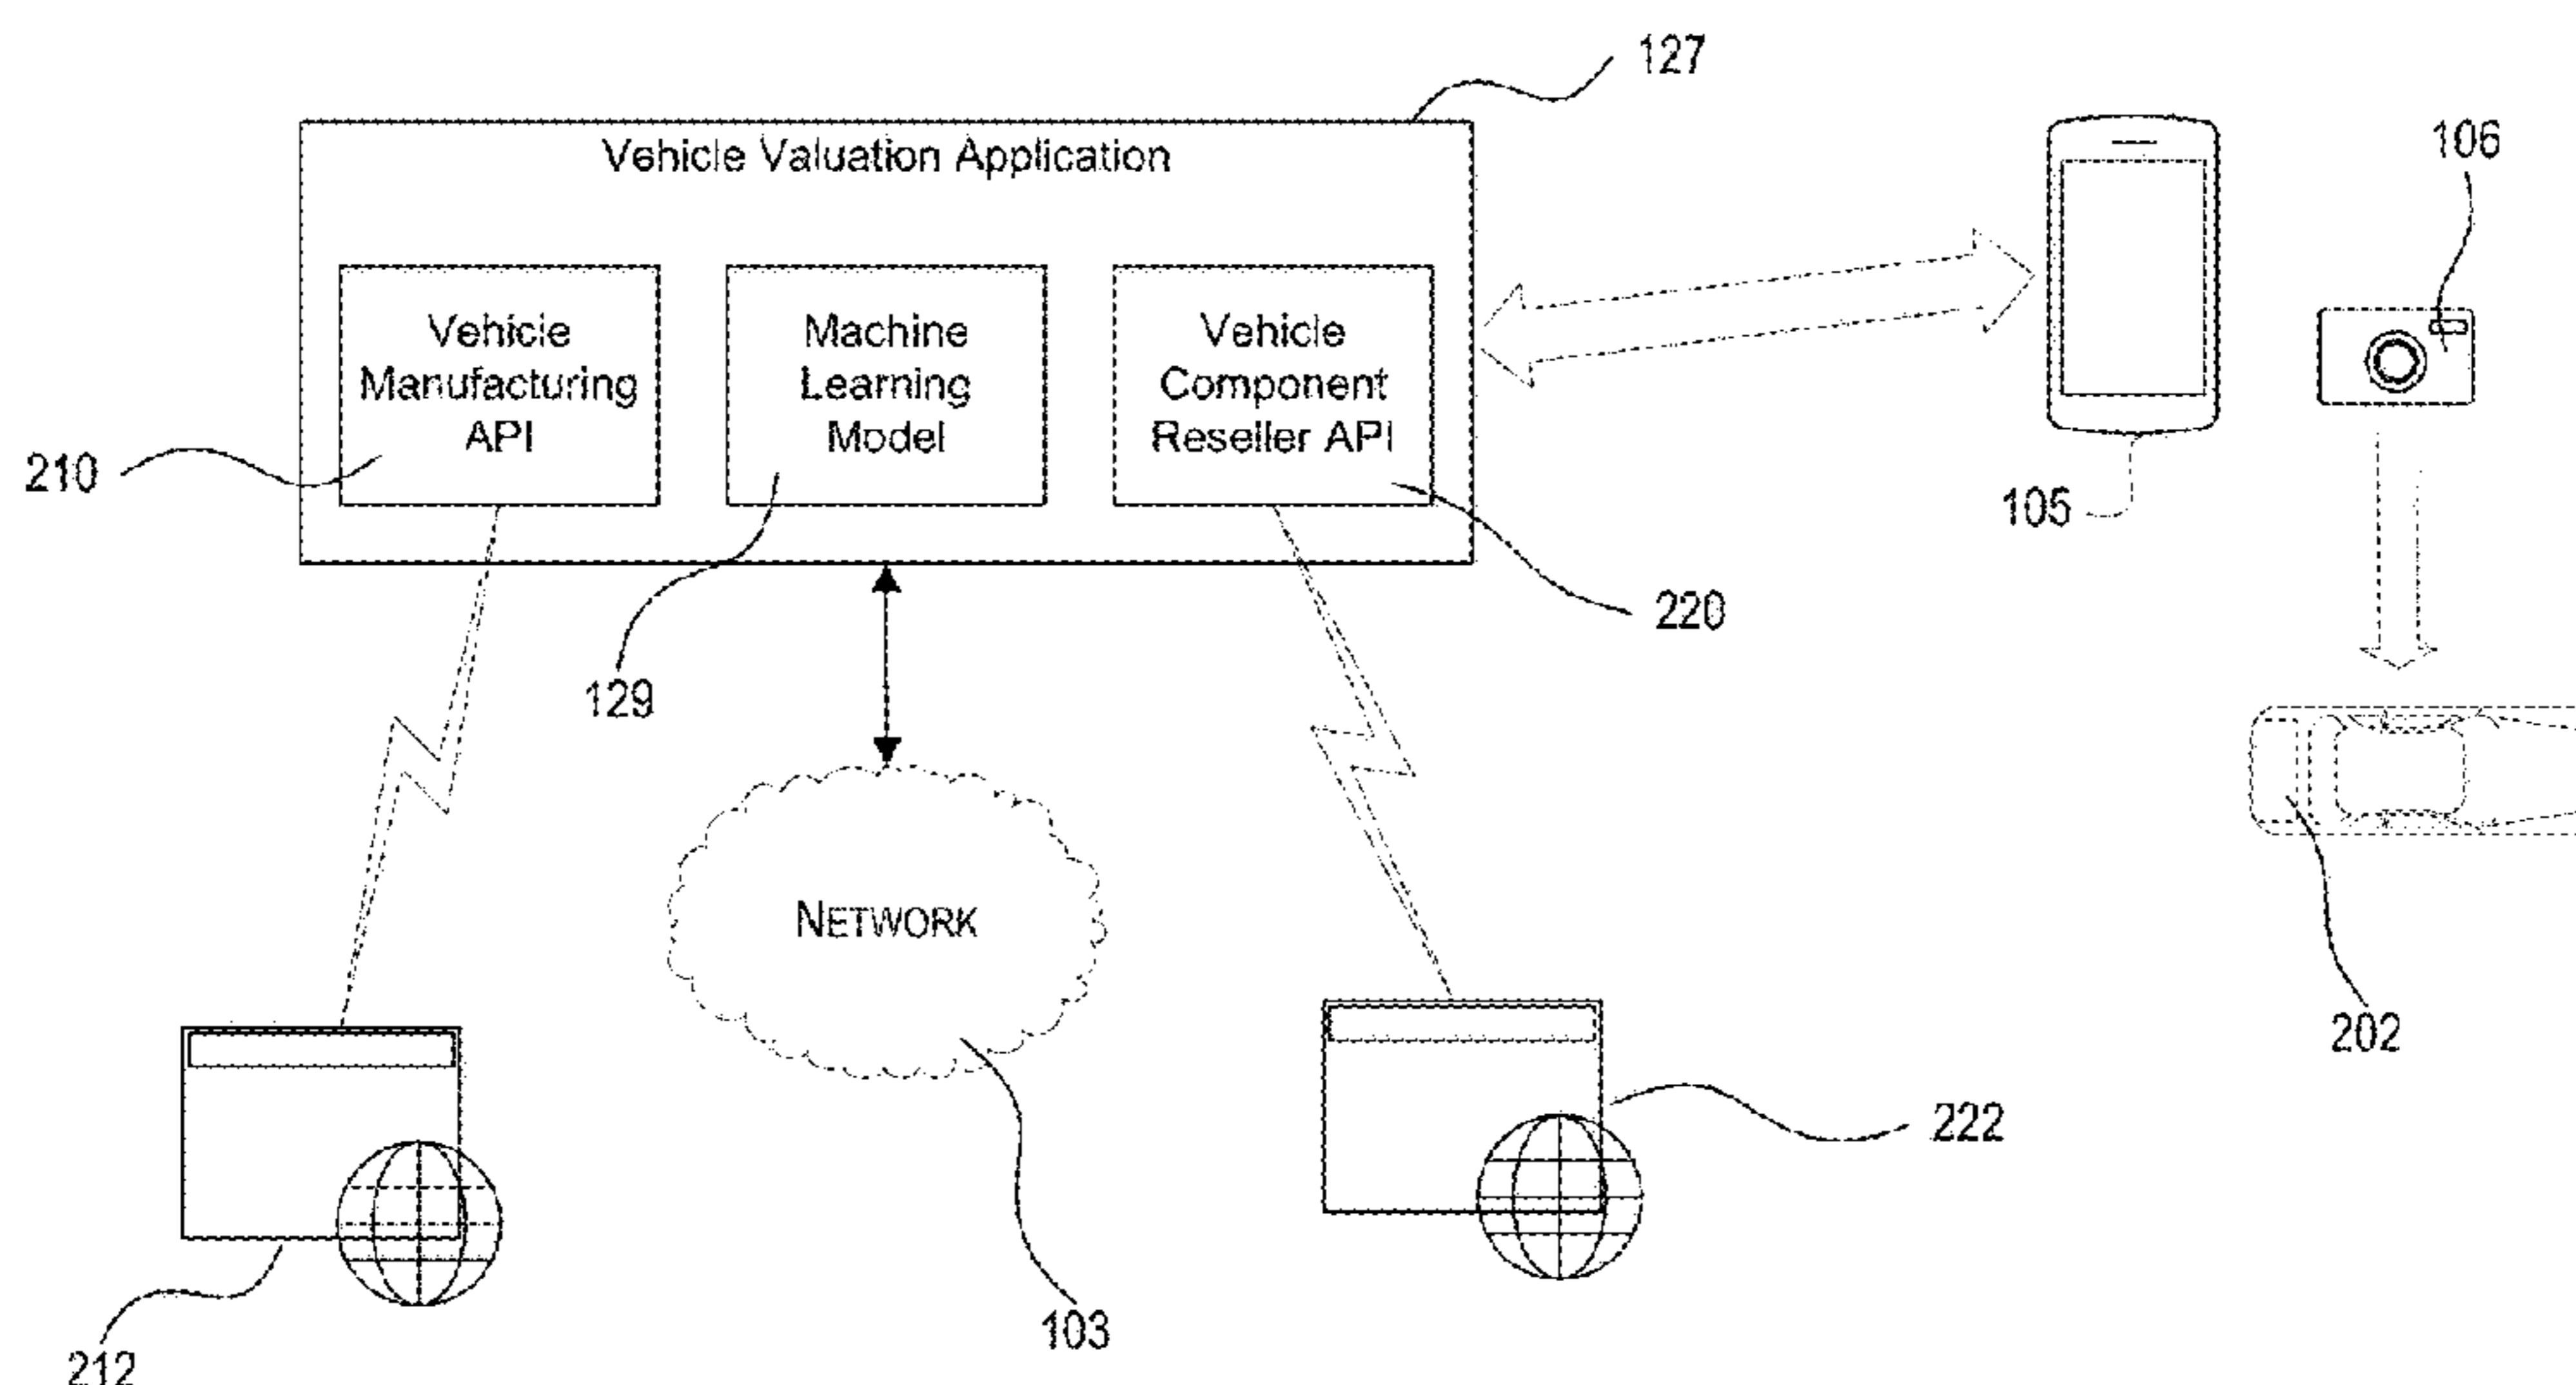 127
Vehicle Valuation Application
106
Vehicle
Manufacturing
API
Machine
Learning
Model
Vehicle
Component
Reseller API
210
105
220
129
NETWORK
202
222
103
212